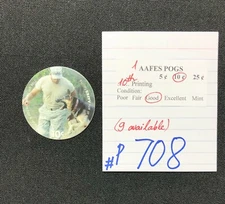 1
AAFES POGS
5¢ 10¢ 25¢
10th Printing
Condition:
Poor Fair Good Excellent Mint
(9 available)
#P 708